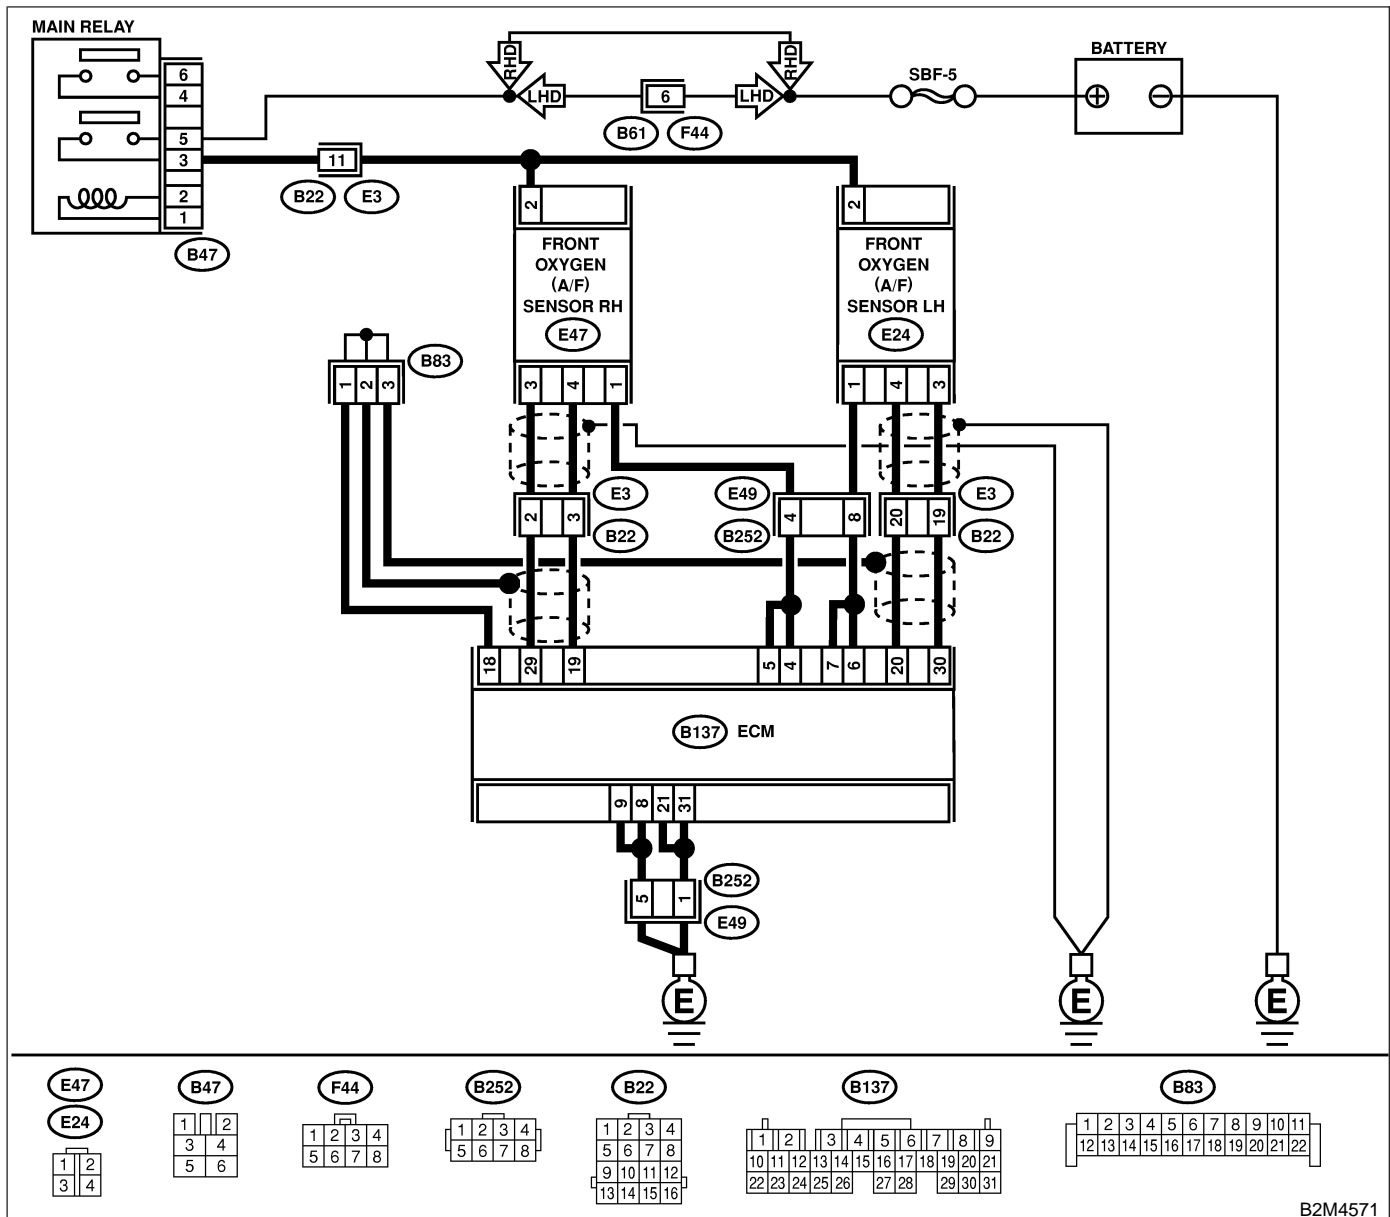 MAIN RELAY
6
4
5
3
2
1
B47
11
B22 E3
RHD RHD
LHD 6 LHD
B61 F44
SBF-5
BATTERY
2
FRONT
OXYGEN
(A/F)
SENSOR RH
E47
3 4 1
2
FRONT
OXYGEN
(A/F)
SENSOR LH
E24
1 4 3
B83
1 2 3
E3
2 3
B22
E49
4 8
B252
E3
20 19
B22
18 29 19 5 4 7 6 20 30
B137 ECM
9 8 21 31
B252
5 1
E49
E E E
E47
E24
1 2
3 4
B47
1 2
3 4
5 6
F44
1 2 3 4
5 6 7 8
B252
1 2 3 4
5 6 7 8
B22
1 2 3 4
5 6 7 8
9 10 11 12
13 14 15 16
B137
1 2 3 4 5 6 7 8 9
10 11 12 13 14 15 16 17 18 19 20 21
22 23 24 25 26 27 28 29 30 31
B83
1 2 3 4 5 6 7 8 9 10 11
12 13 14 15 16 17 18 19 20 21 22
B2M4571